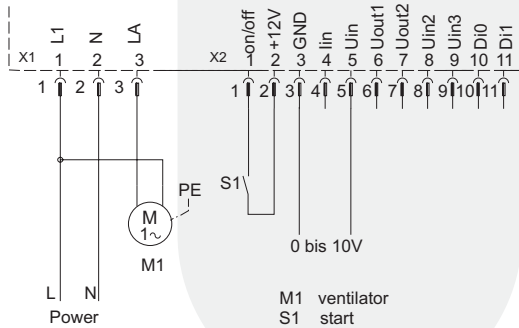 L1 N LA on/off +12V GND Iin Uin Uout1 Uout2 Uin2 Uin3 Di0 Di1
X1 1 2 3 X2 1 2 3 4 5 6 7 8 9 10 11
1 2 3 1 2 3 4 5 6 7 8 9 10 11
S1
PE
M
1~
0 bis 10V
M1
L N
Power
M1 ventilator
S1 start